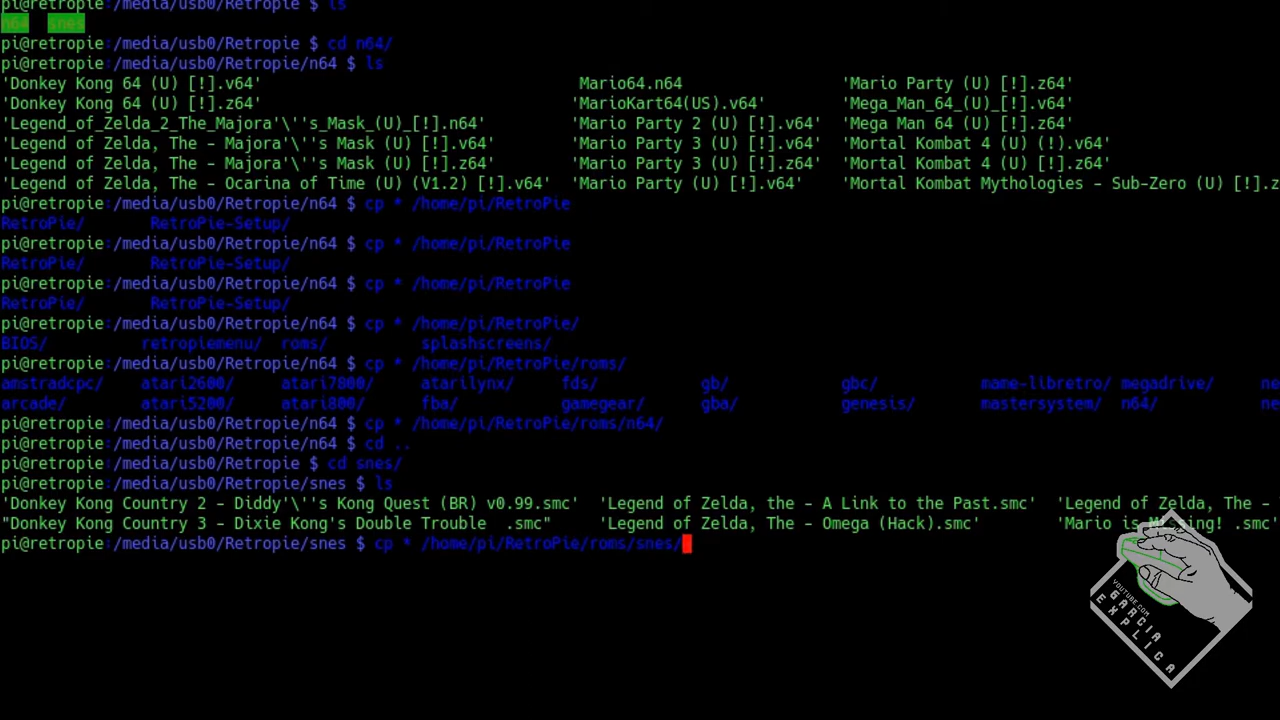 pi@retropie:/media/usb0/Retropie $ ls
n64 snes
pi@retropie:/media/usb0/Retropie $ cd n64/
pi@retropie:/media/usb0/Retropie/n64 $ ls
'Donkey Kong 64 (U) [!].v64' Mario64.n64 'Mario Party (U) [!].z64'
'Donkey Kong 64 (U) [!].z64' 'MarioKart64(US).v64' 'Mega_Man_64_(U)_[!].v64'
'Legend_of_Zelda_2_The_Majora'\''s_Mask_(U)_[!].n64' 'Mario Party 2 (U) [!].v64' 'Mega Man 64 (U) [!].z64'
'Legend of Zelda, The - Majora'\''s Mask (U) [!].v64' 'Mario Party 3 (U) [!].v64' 'Mortal Kombat 4 (U) (!).v64'
'Legend of Zelda, The - Majora'\''s Mask (U) [!].z64' 'Mario Party 3 (U) [!].z64' 'Mortal Kombat 4 (U) [!].z64'
'Legend of Zelda, The - Ocarina of Time (U) (V1.2) [!].v64' 'Mario Party (U) [!].v64' 'Mortal Kombat Mythologies - Sub-Zero (U) [!].z
pi@retropie:/media/usb0/Retropie/n64 $ cp * /home/pi/RetroPie
RetroPie/ RetroPie-Setup/
pi@retropie:/media/usb0/Retropie/n64 $ cp * /home/pi/RetroPie
RetroPie/ RetroPie-Setup/
pi@retropie:/media/usb0/Retropie/n64 $ cp * /home/pi/RetroPie
RetroPie/ RetroPie-Setup/
pi@retropie:/media/usb0/Retropie/n64 $ cp * /home/pi/RetroPie/
BIOS/ retropiemenu/ roms/ splashscreens/
pi@retropie:/media/usb0/Retropie/n64 $ cp * /home/pi/RetroPie/roms/
amstradcpc/ atari2600/ atari7800/ atarilynx/ fds/ gb/ gbc/ mame-libretro/ megadrive/ ne
arcade/ atari5200/ atari800/ fba/ gamegear/ gba/ genesis/ mastersystem/ n64/ ne
pi@retropie:/media/usb0/Retropie/n64 $ cp * /home/pi/RetroPie/roms/n64/
pi@retropie:/media/usb0/Retropie/n64 $ cd ..
pi@retropie:/media/usb0/Retropie $ cd snes/
pi@retropie:/media/usb0/Retropie/snes $ ls
'Donkey Kong Country 2 - Diddy'\''s Kong Quest (BR) v0.99.smc' 'Legend of Zelda, the - A Link to the Past.smc' 'Legend of Zelda, The -
"Donkey Kong Country 3 - Dixie Kong's Double Trouble  .smc" 'Legend of Zelda, The - Omega (Hack).smc' 'Mario is Missing! .smc'
pi@retropie:/media/usb0/Retropie/snes $ cp * /home/pi/RetroPie/roms/snes/
YOUTUBE.COM
GARCIA
EXPLICA